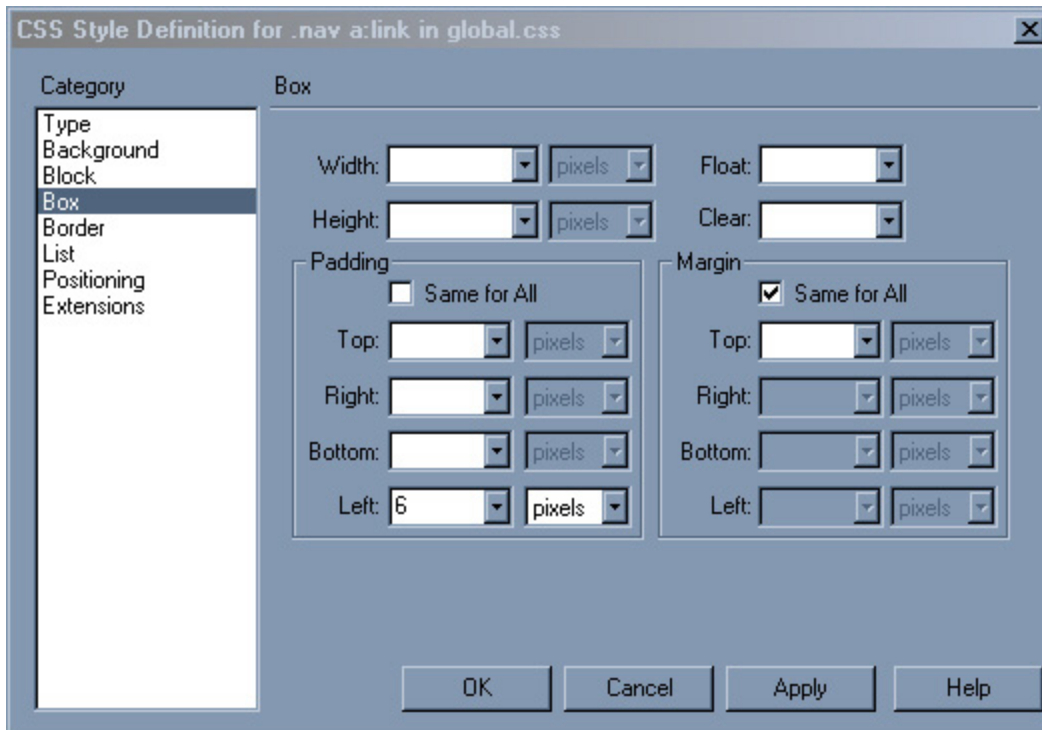 CSS Style Definition for .nav a:link in global.css
Category
Type
Background
Block
Box
Border
List
Positioning
Extensions
Box
Width: pixels Float:
Height: pixels Clear:
Padding Margin
Same for All Same for All
Top: pixels Top: pixels
Right: pixels Right: pixels
Bottom: pixels Bottom: pixels
Left: 6 pixels Left: pixels
OK Cancel Apply Help